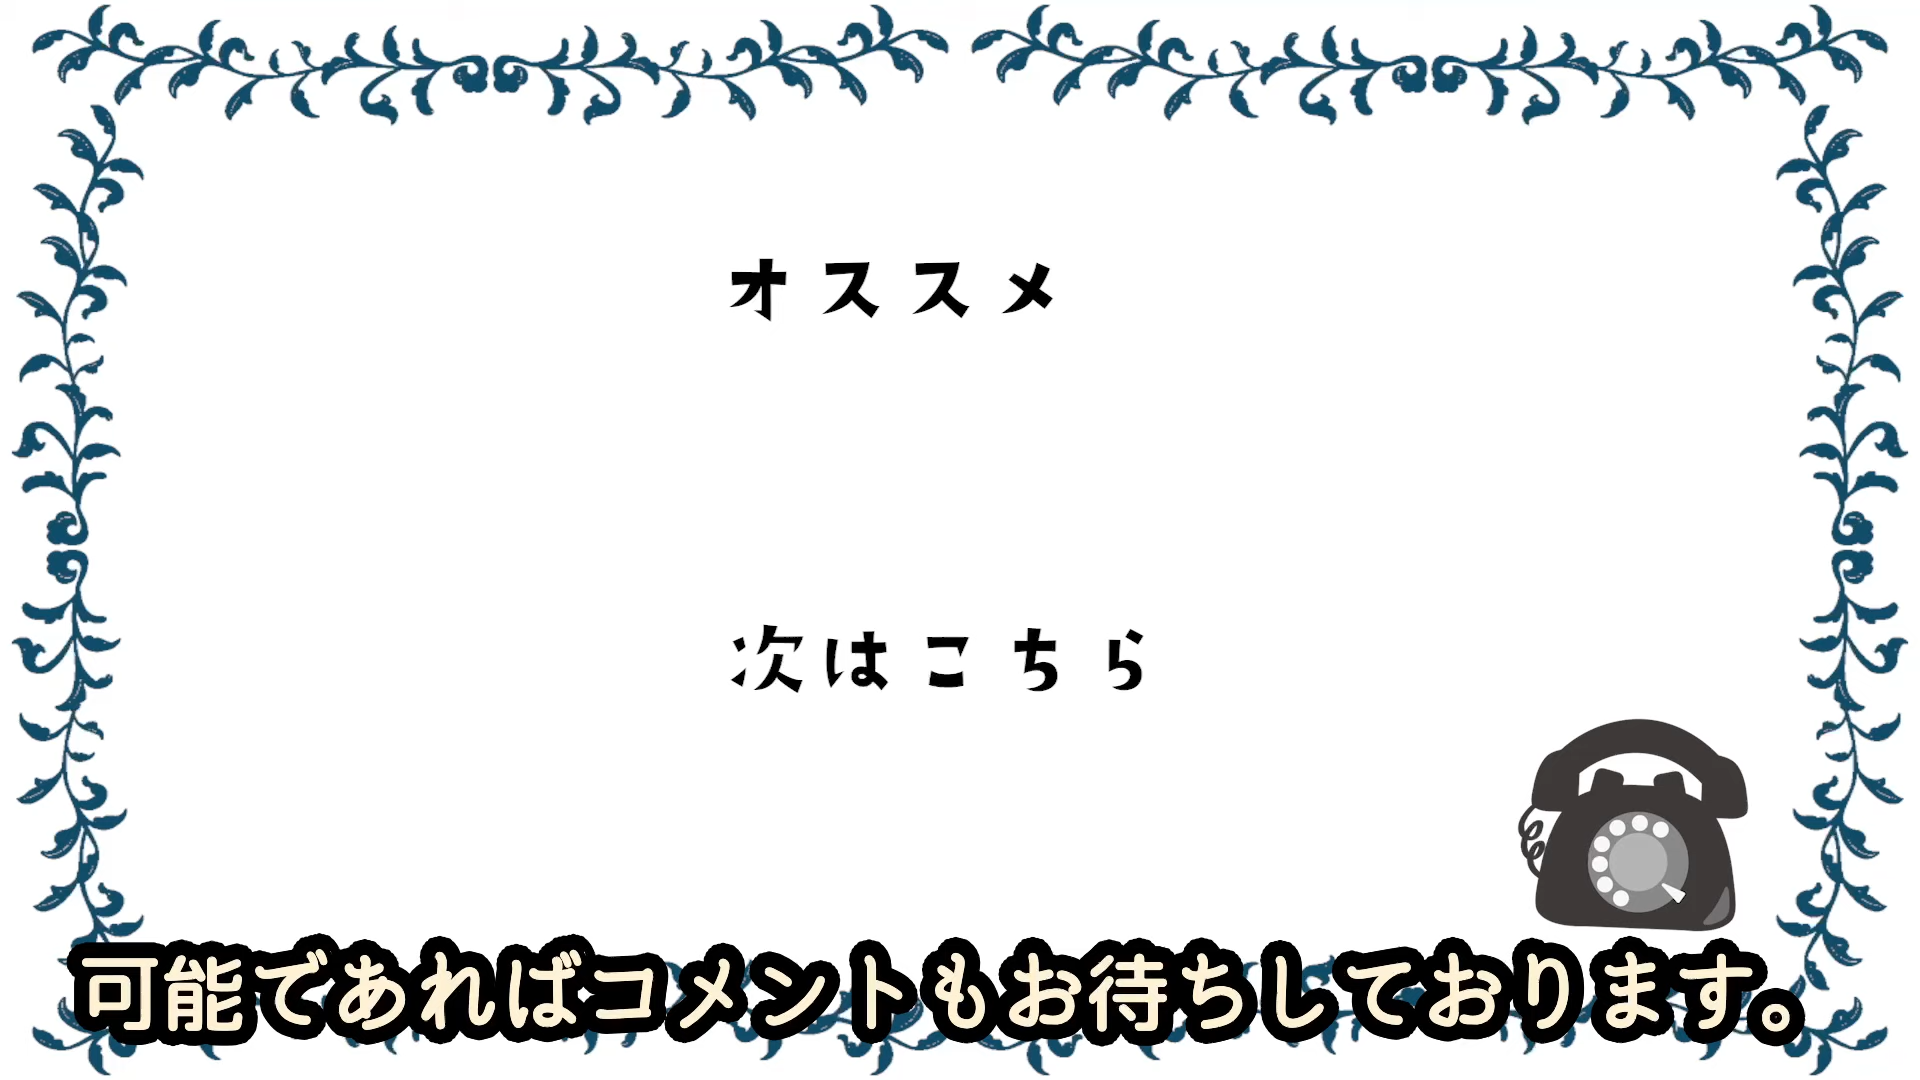 オススメ
次はこちら
可能であればコメントもお待ちしております。